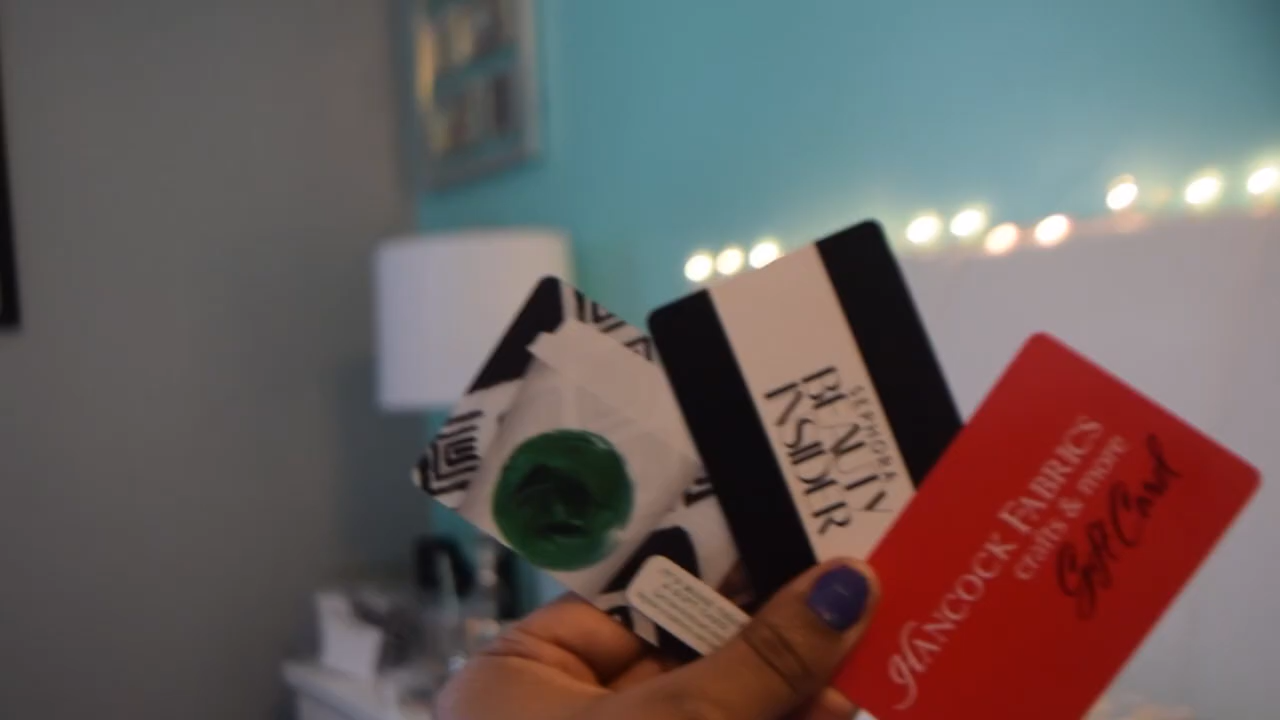 SEPHORA
BEAUTY
INSIDER
HANCOCK FABRICS
crafts & more
Gift Card